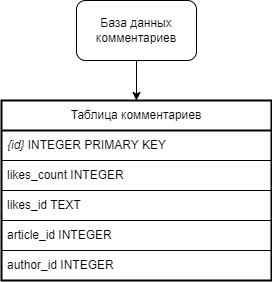 База данных
комментариев
Таблица комментариев
{id} INTEGER PRIMARY KEY
likes_count INTEGER
likes_id TEXT
article_id INTEGER
author_id INTEGER